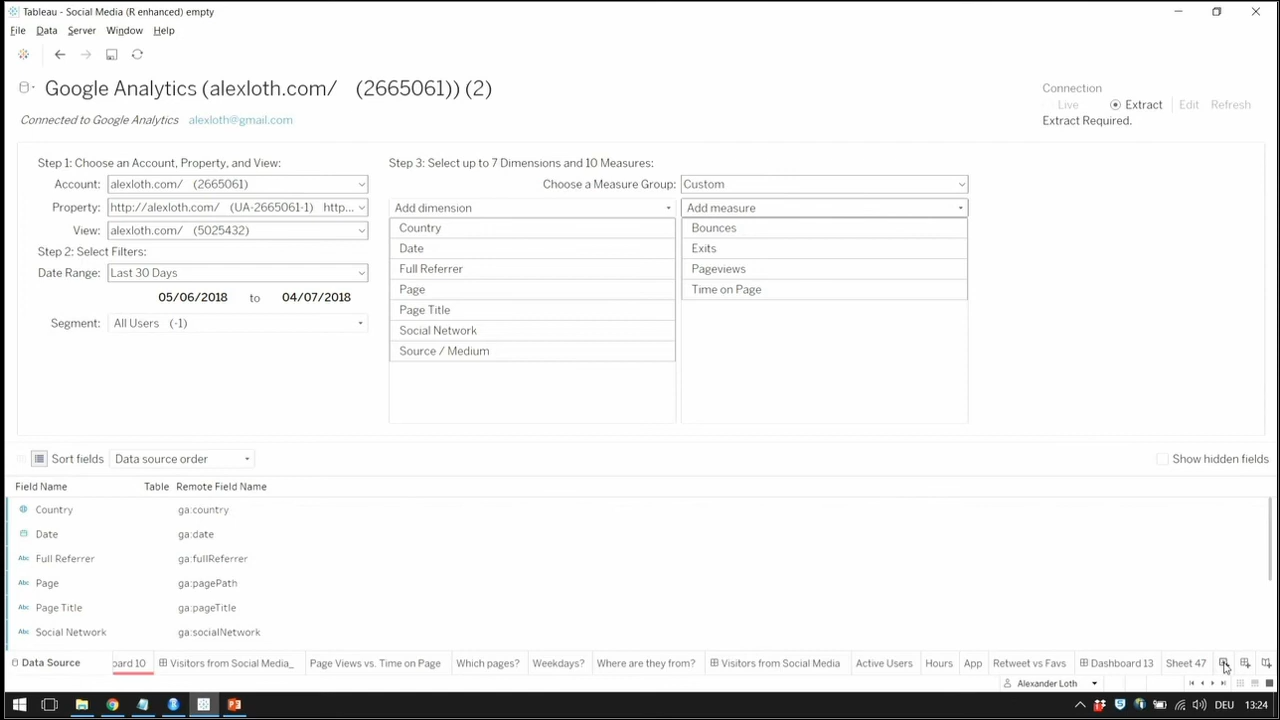 Tableau - Social Media (R enhanced) empty
File Data Server Window Help
Google Analytics (alexloth.com/ (2665061)) (2)
Connection
Live Extract Edit Refresh
Connected to Google Analytics alexloth@gmail.com
Extract Required.
Step 1: Choose an Account, Property, and View: Step 3: Select up to 7 Dimensions and 10 Measures:
Account: alexloth.com/ (2665061) Choose a Measure Group: Custom
Property: http://alexloth.com/ (UA-2665061-1) http... Add dimension Add measure
View: alexloth.com/ (5025432) Country Bounces
Step 2: Select Filters: Date Exits
Date Range: Last 30 Days Full Referrer Pageviews
05/06/2018 to 04/07/2018 Page Time on Page
Page Title
Segment: All Users (-1) Social Network
Source / Medium
Sort fields Data source order Show hidden fields
Field Name Table Remote Field Name
Country ga:country
Date ga:date
Abc Full Referrer ga:fullReferrer
Abc Page ga:pagePath
Abc Page Title ga:pageTitle
Abc Social Network ga:socialNetwork
Data Source oard 10 Visitors from Social Media_ Page Views vs. Time on Page Which pages? Weekdays? Where are they from? Visitors from Social Media Active Users Hours App Retweet vs Favs Dashboard 13 Sheet 47
Alexander Loth
DEU 13:24